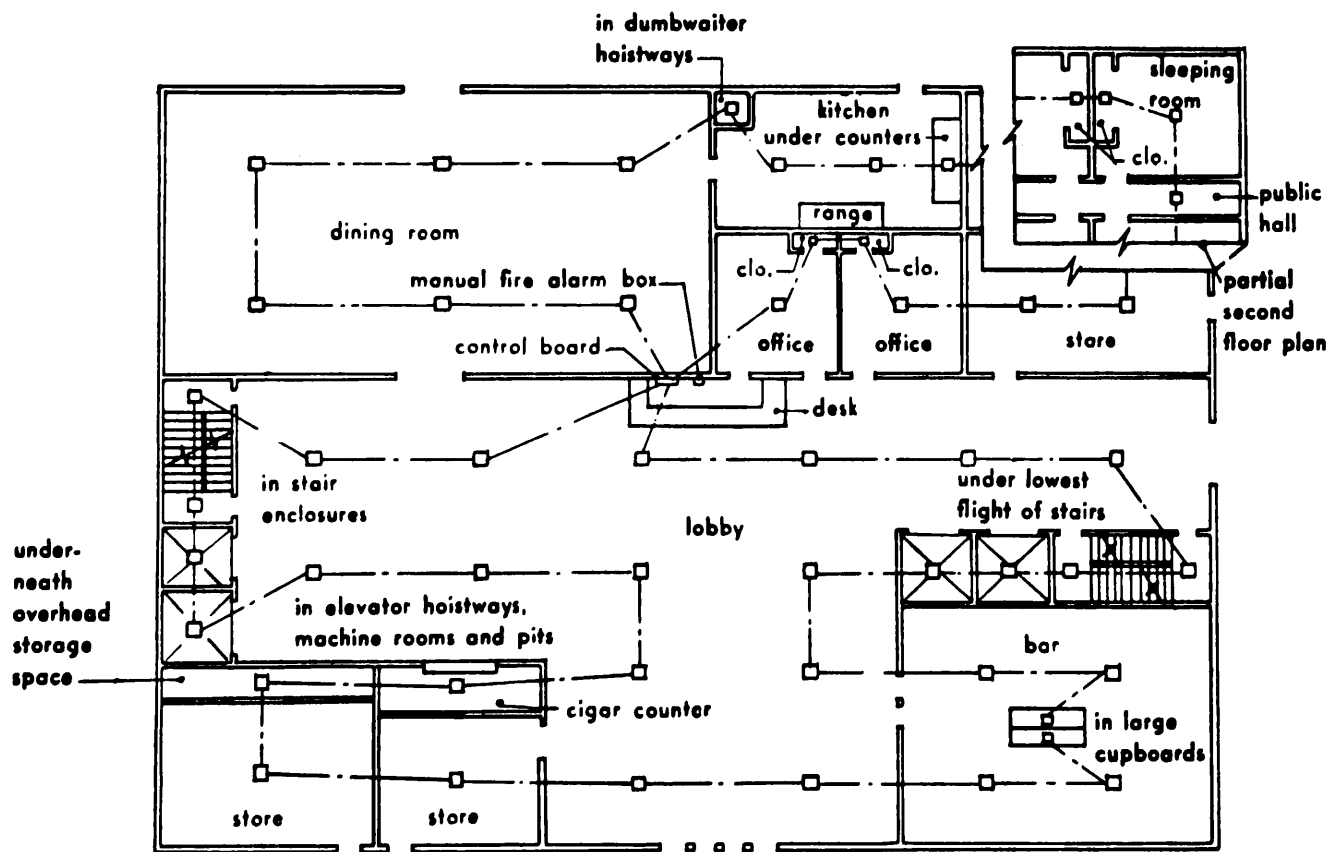 in dumbwaiter
hoistways
sleeping
room
kitchen
under counters
clo.
public
hall
range
dining room
clo.
clo.
manual fire alarm box
partial
second
floor plan
control board
office
office
stare
desk
in stair
enclosures
under lowest
flight of stairs
lobby
under-
neath
overhead
storage
space
in elevator hoistways,
machine rooms and pits
bar
cigar counter
in large
cupboards
store
store